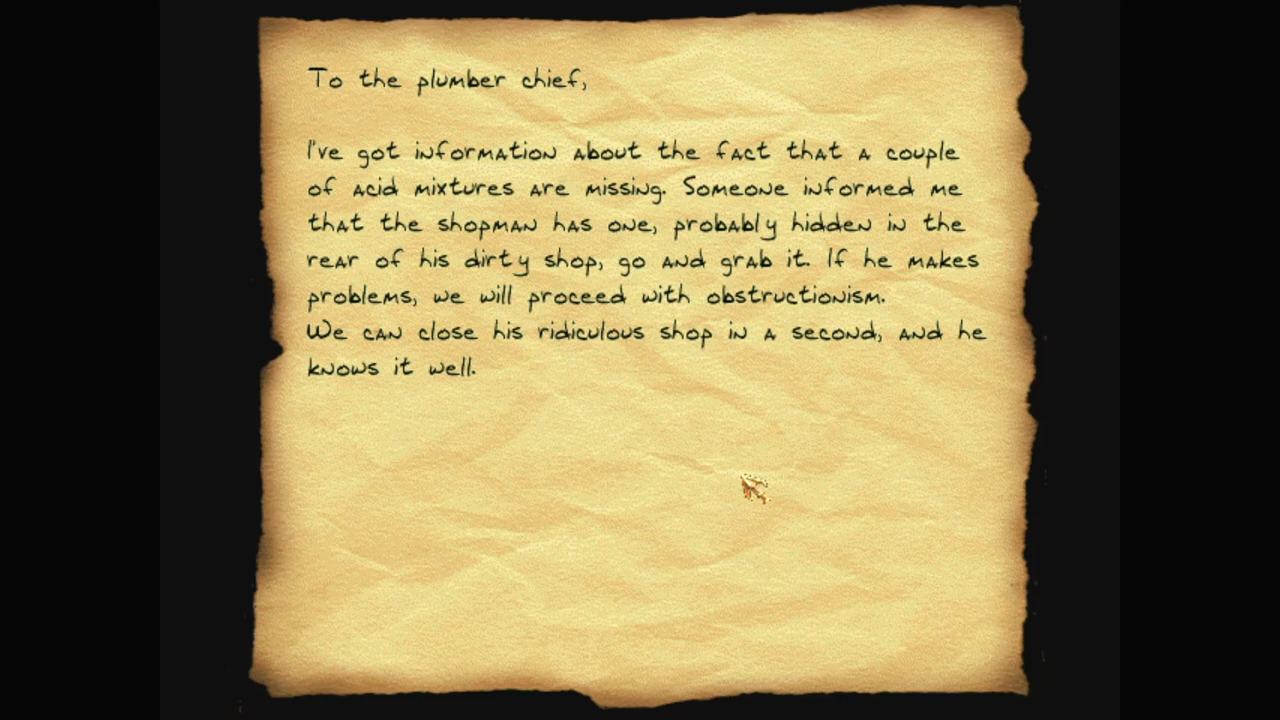 To the plumber chief,
I've got information about the fact that a couple
of acid mixtures are missing. Someone informed me
that the shopman has one, probably hidden in the
rear of his dirty shop, go and grab it. If he makes
problems, we will proceed with obstructionism.
We can close his ridiculous shop in a second, and he
knows it well.